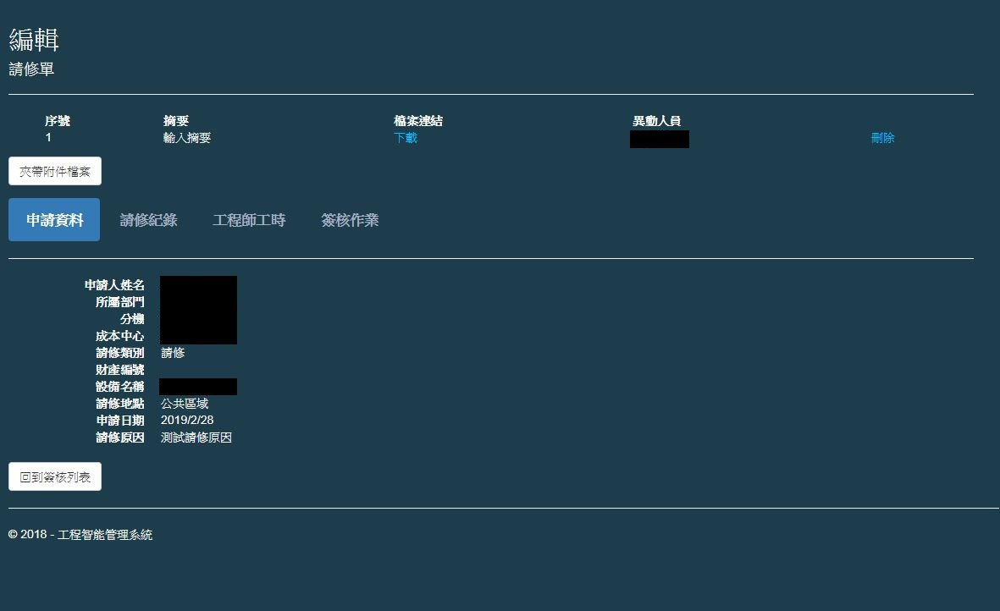 編輯
請修單
序號 摘要 檔案連結 異動人員
1 輸入摘要 下載 刪除
夾帶附件檔案
申請資料 請修紀錄 工程師工時 簽核作業
申請人姓名
所屬部門
分機
成本中心
請修類別 請修
財產編號
設備名稱
請修地點 公共區域
申請日期 2019/2/28
請修原因 測試請修原因
回到簽核列表
© 2018 - 工程智能管理系統